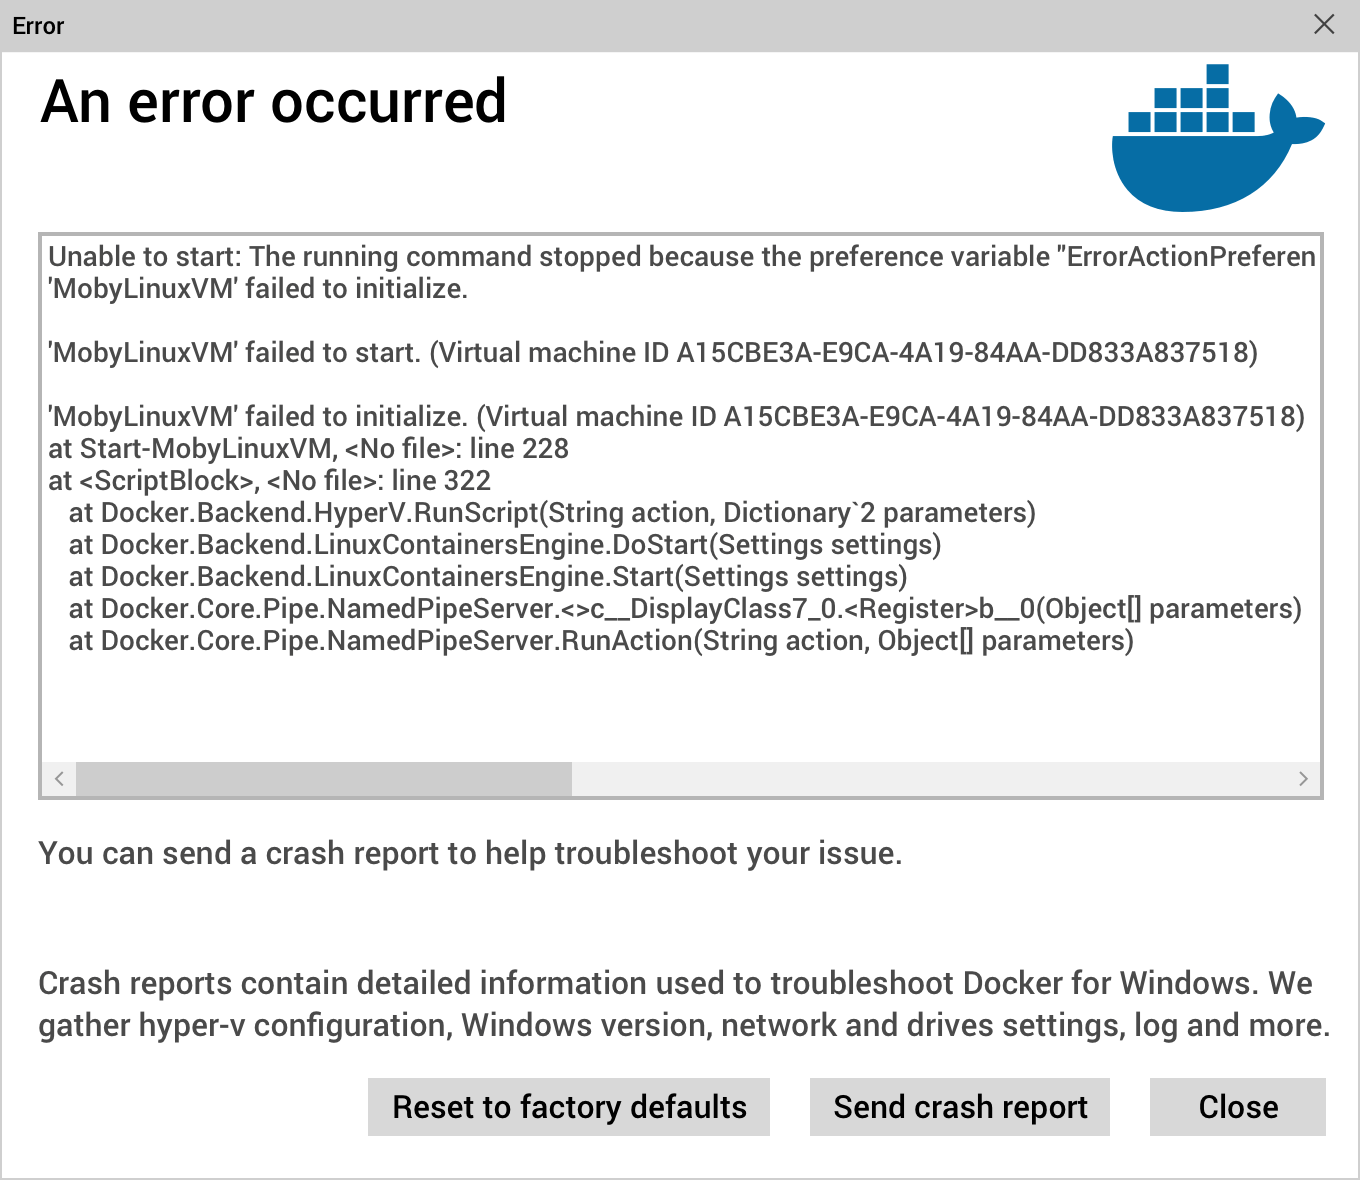 Error
An error occurred
Unable to start: The running command stopped because the preference variable "ErrorActionPreferen
'MobyLinuxVM' failed to initialize.
'MobyLinuxVM' failed to start. (Virtual machine ID A15CBE3A-E9CA-4A19-84AA-DD833A837518)
'MobyLinuxVM' failed to initialize. (Virtual machine ID A15CBE3A-E9CA-4A19-84AA-DD833A837518)
at Start-MobyLinuxVM, <No file>: line 228
at <ScriptBlock>, <No file>: line 322
at Docker.Backend.HyperV.RunScript(String action, Dictionary`2 parameters)
at Docker.Backend.LinuxContainersEngine.DoStart(Settings settings)
at Docker.Backend.LinuxContainersEngine.Start(Settings settings)
at Docker.Core.Pipe.NamedPipeServer.<>c__DisplayClass7_0.<Register>b__0(Object[] parameters)
at Docker.Core.Pipe.NamedPipeServer.RunAction(String action, Object[] parameters)
You can send a crash report to help troubleshoot your issue.
Crash reports contain detailed information used to troubleshoot Docker for Windows. We
gather hyper-v configuration, Windows version, network and drives settings, log and more.
Reset to factory defaults
Send crash report
Close